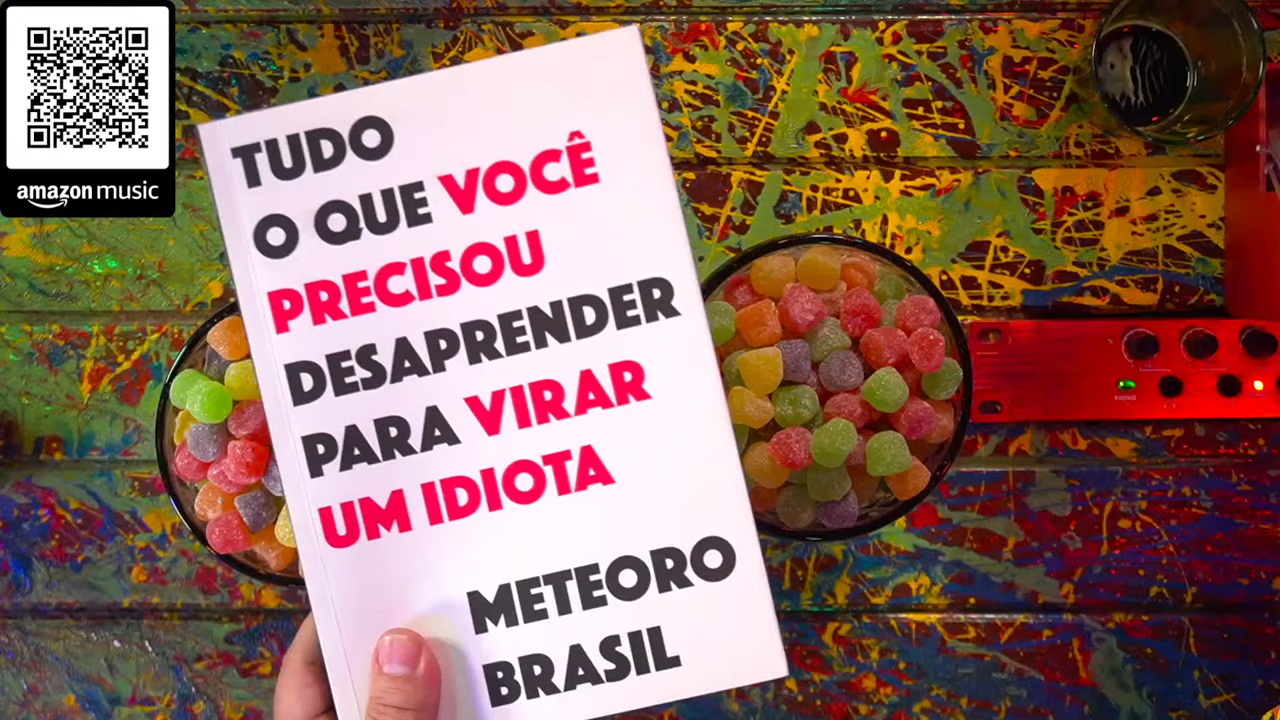 amazon music
TUDO
O QUE VOCÊ
PRECISOU
DESAPRENDER
PARA VIRAR
UM IDIOTA
METEORO
BRASIL